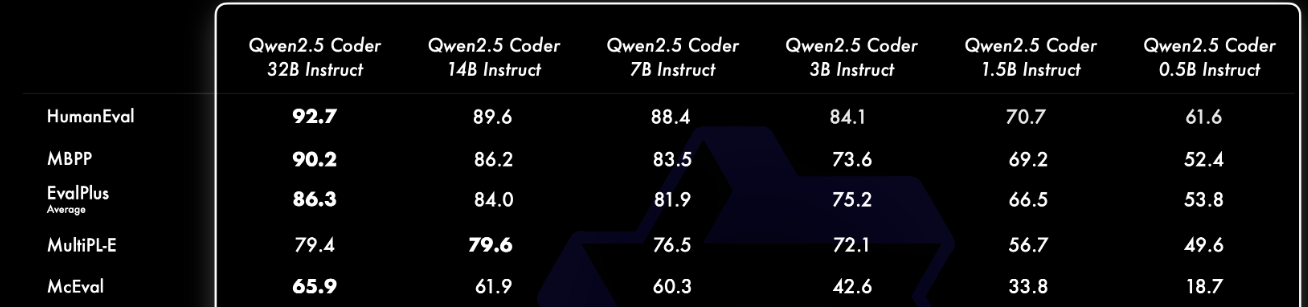 Qwen2.5 Coder 32B Instruct Qwen2.5 Coder 14B Instruct Qwen2.5 Coder 7B Instruct Qwen2.5 Coder 3B Instruct Qwen2.5 Coder 1.5B Instruct Qwen2.5 Coder 0.5B Instruct
HumanEval 92.7 89.6 88.4 84.1 70.7 61.6
MBPP 90.2 86.2 83.5 73.6 69.2 52.4
EvalPlus 86.3 84.0 81.9 75.2 66.5 53.8
Average
MultiPL-E 79.4 79.6 76.5 72.1 56.7 49.6
McEval 65.9 61.9 60.3 42.6 33.8 18.7